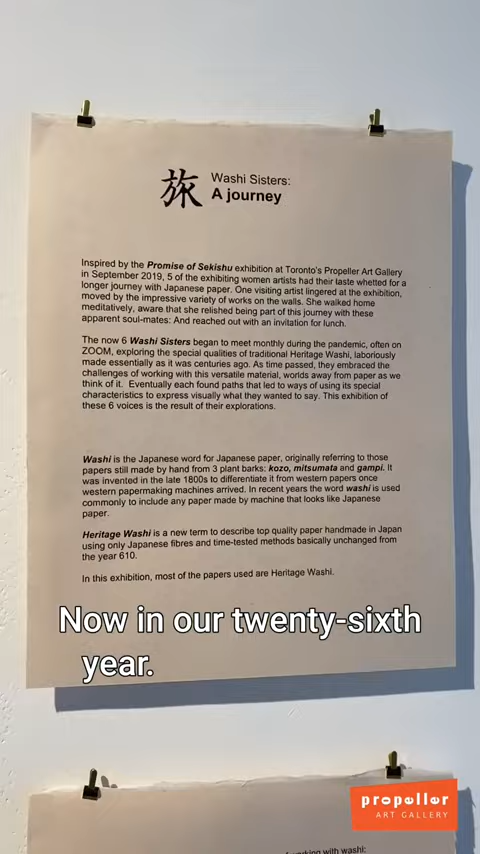 旅
Washi Sisters:
A journey
Inspired by the Promise of Sekishu exhibition at Toronto's Propeller Art Gallery
in September 2019, 5 of the exhibiting women artists had their taste whetted for a
longer journey with Japanese paper. One visiting artist lingered at the exhibition,
moved by the impressive variety of works on the walls. She walked home
meditatively, aware that she relished being part of this journey with these
apparent soul-mates: And reached out with an invitation for lunch.
The now 6 Washi Sisters began to meet monthly during the pandemic, often on
ZOOM, exploring the special qualities of traditional Heritage Washi, laboriously
made essentially as it was centuries ago. As time passed, they embraced the
challenges of working with this versatile material, worlds away from paper as we
think of it. Eventually each found paths that led to ways of using its special
characteristics to express visually what they wanted to say. This exhibition of
these 6 voices is the result of their explorations.
Washi is the Japanese word for Japanese paper, originally referring to those
papers still made by hand from 3 plant barks: kozo, mitsumata and gampi. It
was invented in the late 1800s to differentiate it from western papers once
western papermaking machines arrived. In recent years the word washi is used
commonly to include any paper made by machine that looks like Japanese
paper.
Heritage Washi is a new term to describe top quality paper handmade in Japan
using only Japanese fibres and time-tested methods basically unchanged from
the year 610.
In this exhibition, most of the papers used are Heritage Washi.
Now in our twenty-sixth
year.
propeller
ART GALLERY
working with washi: